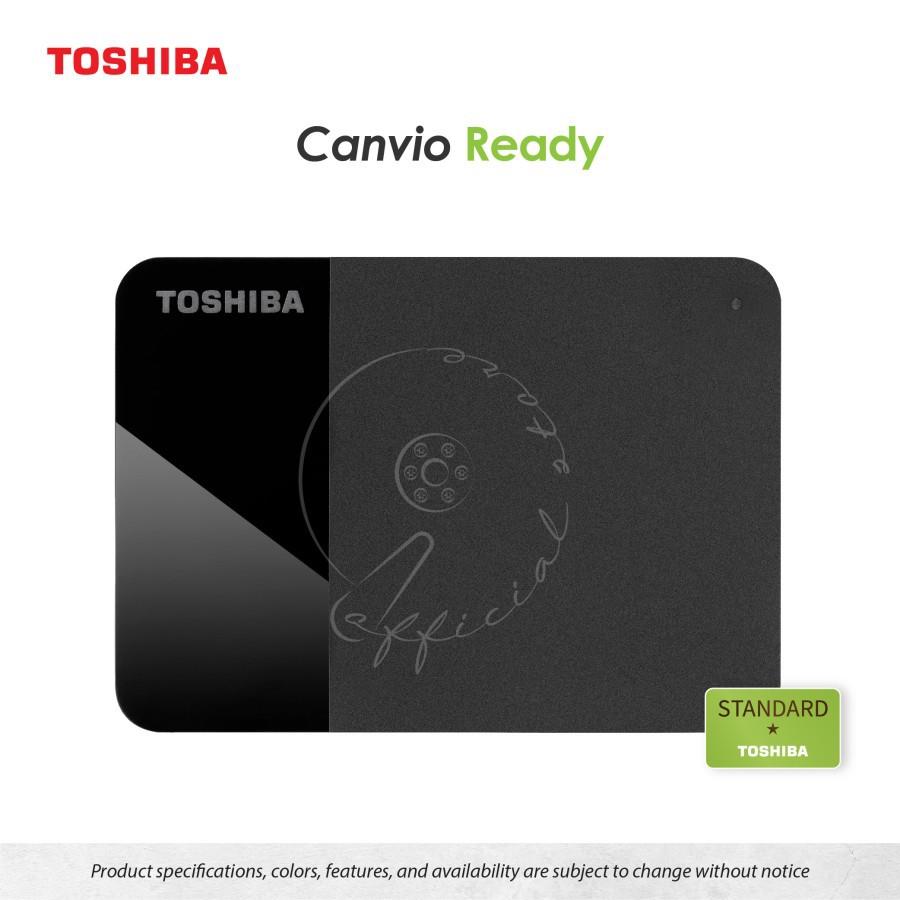 TOSHIBA
Canvio Ready
TOSHIBA
official store
STANDARD
TOSHIBA
Product specifications, colors, features, and availability are subject to change without notice